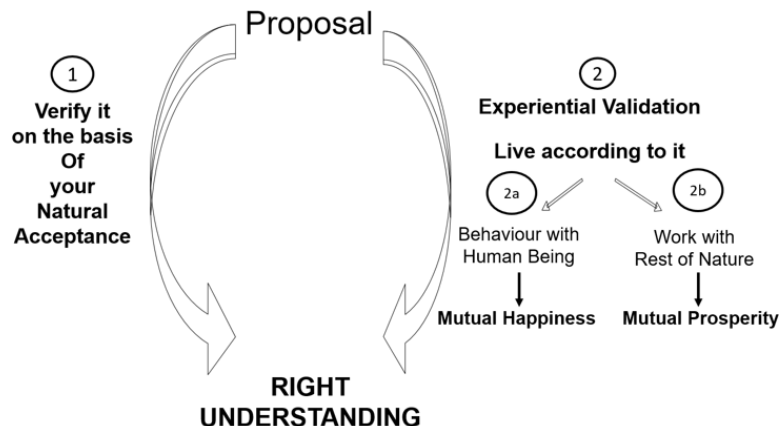 Proposal
1
Verify it
on the basis
Of
your
Natural
Acceptance
2
Experiential Validation
Live according to it
2a
Behaviour with
Human Being
Mutual Happiness
2b
Work with
Rest of Nature
Mutual Prosperity
RIGHT
UNDERSTANDING